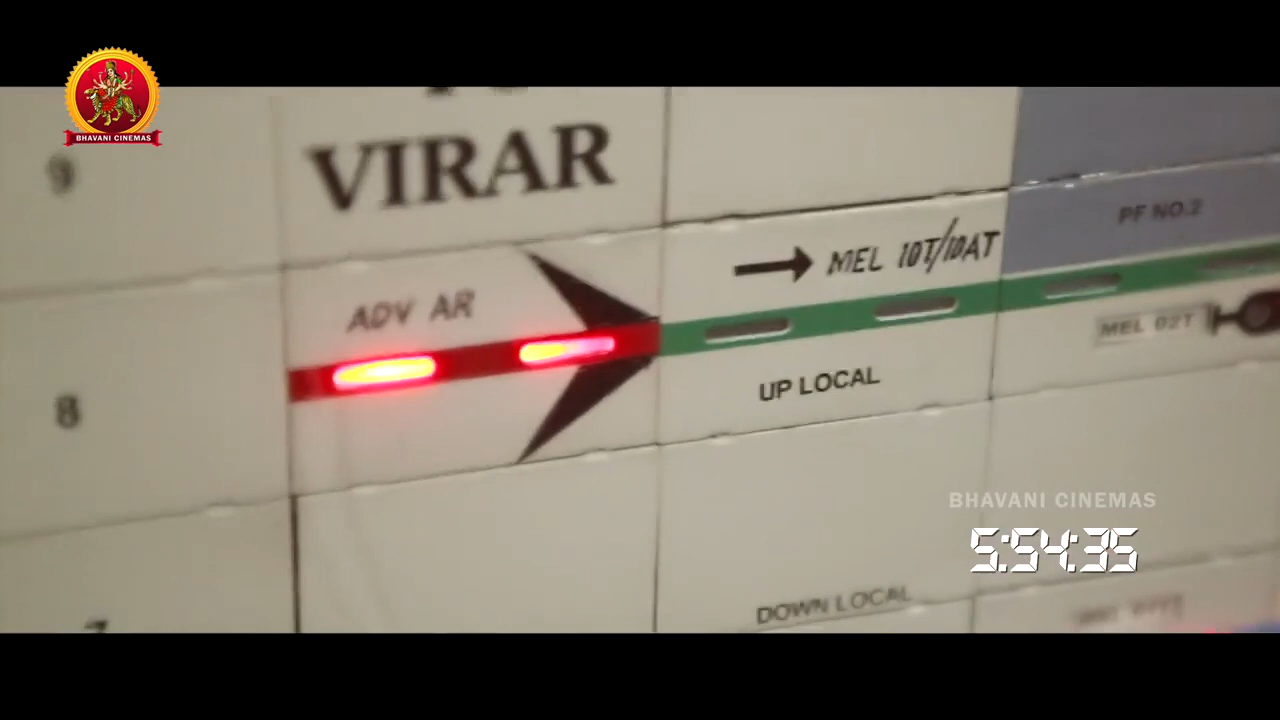 BHAVANI CINEMAS
9
VIRAR
ADV AR
MEL 10T/10AT
PF NO.2
MEL 02T
8
UP LOCAL
BHAVANI CINEMAS
5:54:35
DOWN LOCAL